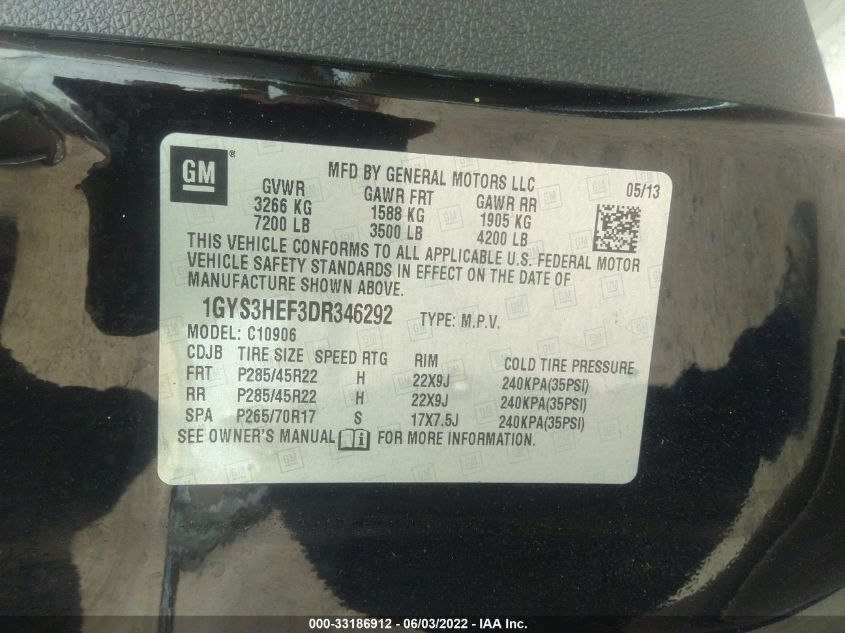 GM®
MFD BY GENERAL MOTORS LLC
05/13
GVWR GAWR FRT GAWR RR
3266 KG 1588 KG 1905 KG
7200 LB 3500 LB 4200 LB
THIS VEHICLE CONFORMS TO ALL APPLICABLE U.S. FEDERAL MOTOR
VEHICLE SAFETY STANDARDS IN EFFECT ON THE DATE OF
MANUFACTURE SHOWN ABOVE.
1GYS3HEF3DR346292 TYPE: M.P.V.
MODEL: C10906
CDJB TIRE SIZE SPEED RTG RIM COLD TIRE PRESSURE
FRT P285/45R22 H 22X9J 240KPA(35PSI)
RR P285/45R22 H 22X9J 240KPA(35PSI)
SPA P265/70R17 S 17X7.5J 240KPA(35PSI)
SEE OWNER'S MANUAL FOR MORE INFORMATION.
000-33186912 - 06/03/2022 - IAA Inc.